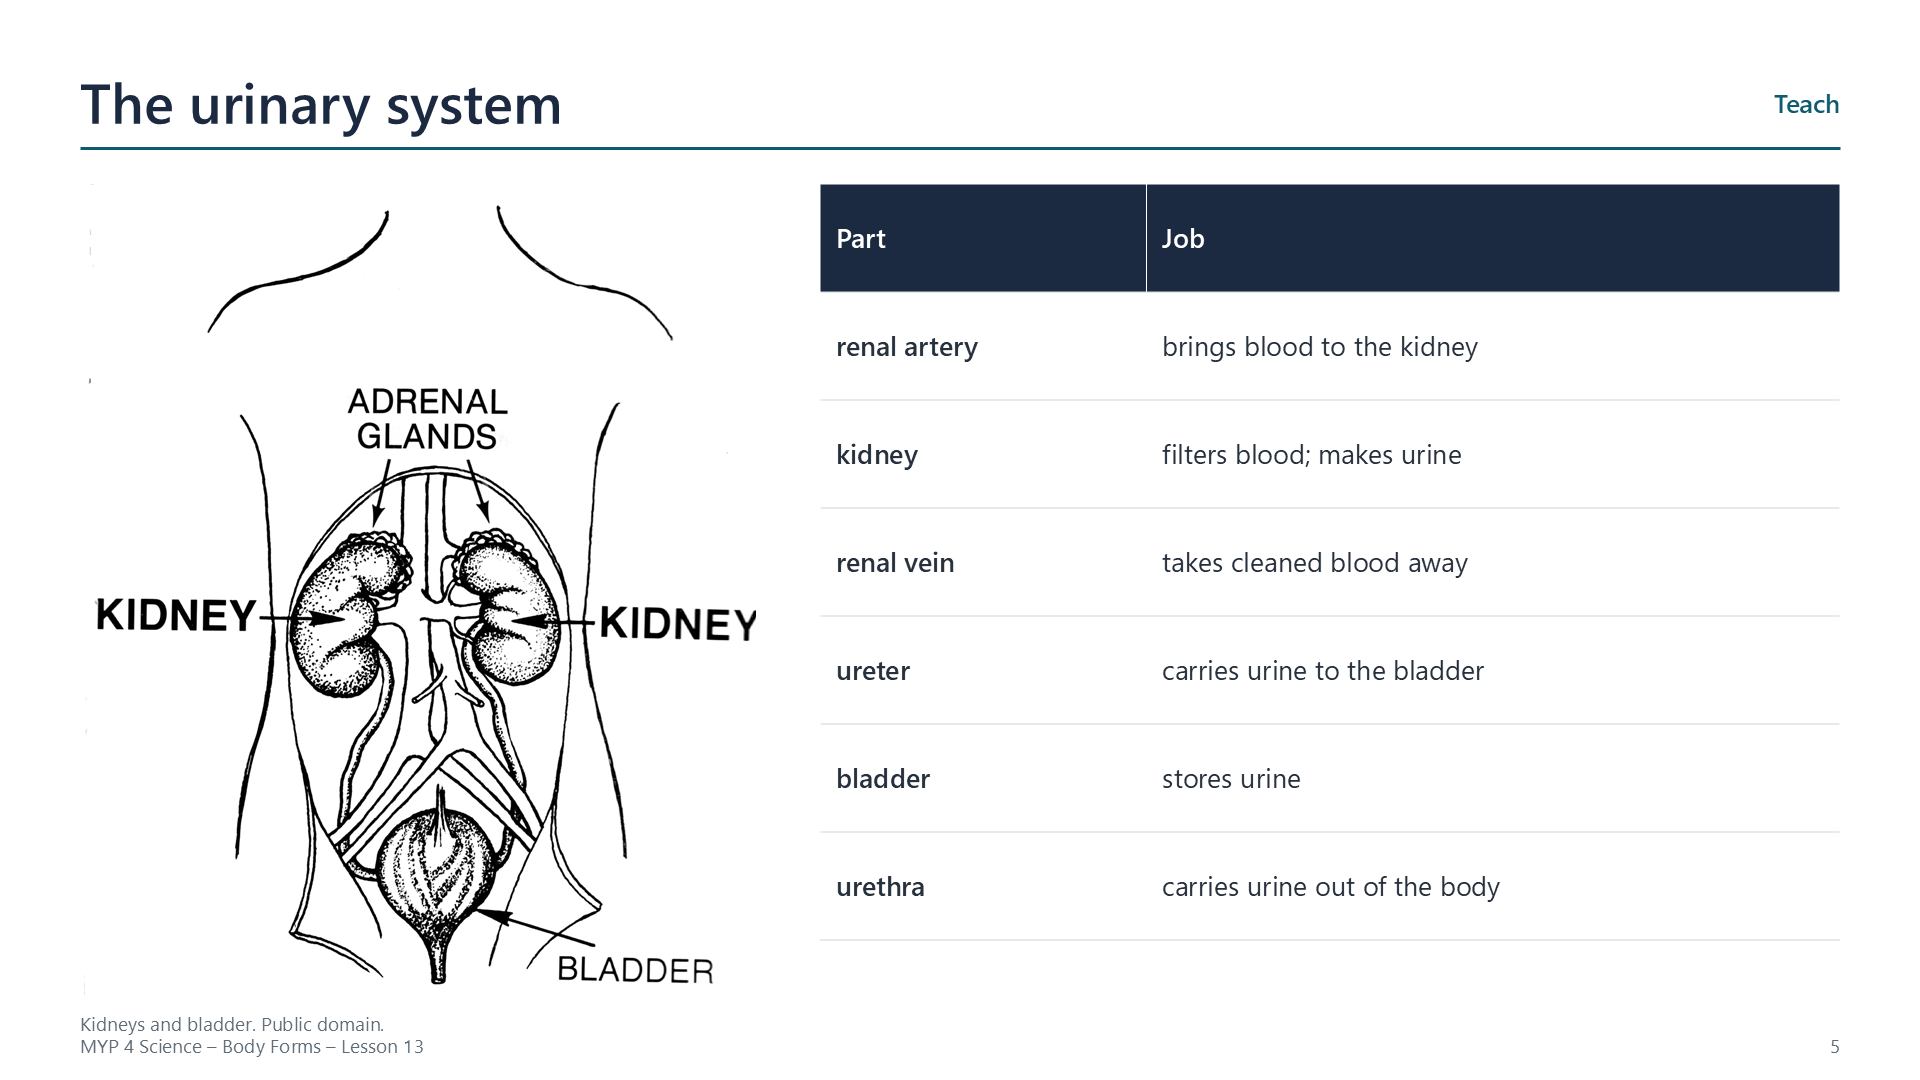 The urinary system
Teach
ADRENAL
GLANDS
KIDNEY
KIDNEY
BLADDER
Part Job
renal artery brings blood to the kidney
kidney filters blood; makes urine
renal vein takes cleaned blood away
ureter carries urine to the bladder
bladder stores urine
urethra carries urine out of the body
Kidneys and bladder. Public domain.
MYP 4 Science – Body Forms – Lesson 13
5